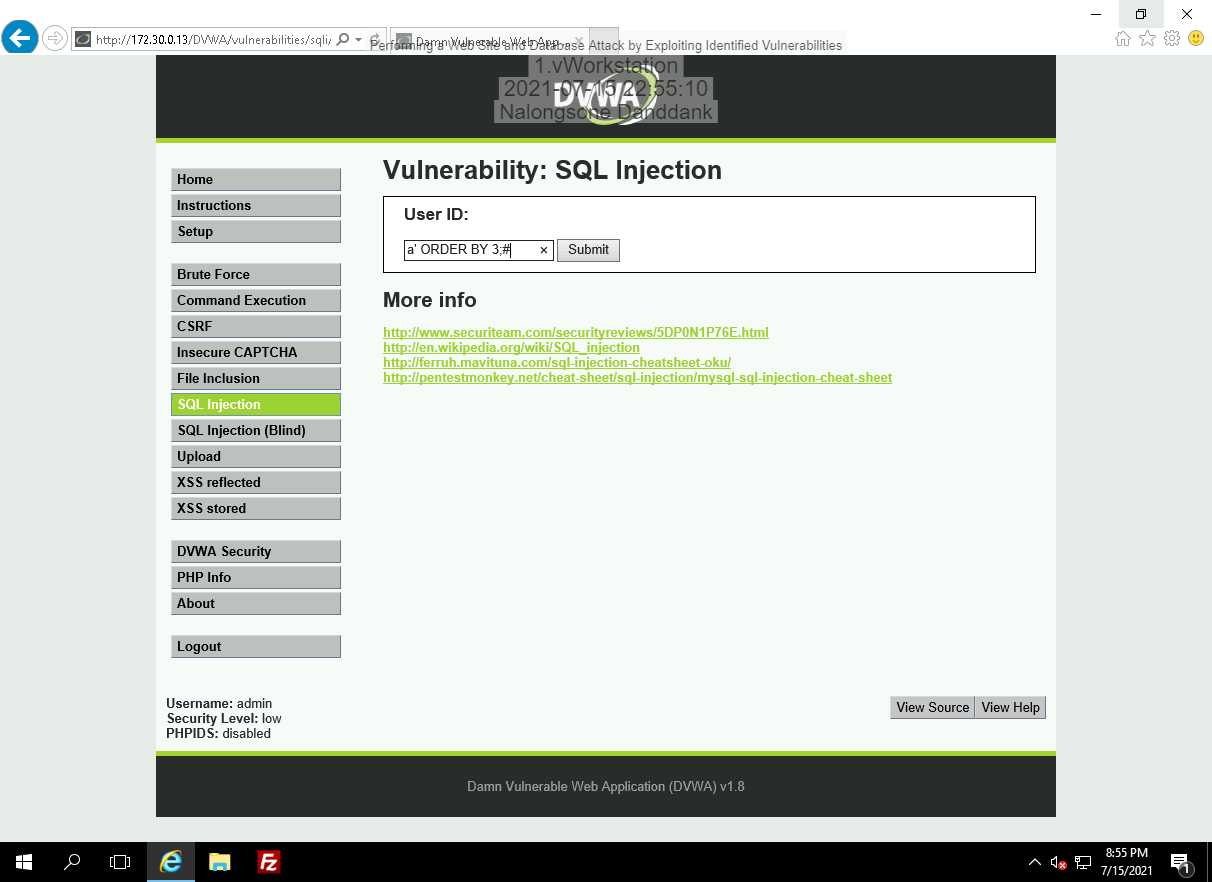 http://172.30.0.13/DVWA/vulnerabilities/sqli/
Damn Vulnerable Web App...
Performing a Web Site and Database Attack by Exploiting Identified Vulnerabilities
1.vWorkstation
2021-07-15 22:55:10
Nalongsone Danddank
DVWA
Home
Instructions
Setup
Brute Force
Command Execution
CSRF
Insecure CAPTCHA
File Inclusion
SQL Injection
SQL Injection (Blind)
Upload
XSS reflected
XSS stored
DVWA Security
PHP Info
About
Logout
Vulnerability: SQL Injection
User ID:
a' ORDER BY 3;# × Submit
More info
http://www.securiteam.com/securityreviews/5DP0N1P76E.html
http://en.wikipedia.org/wiki/SQL_injection
http://ferruh.mavituna.com/sql-injection-cheatsheet-oku/
http://pentestmonkey.net/cheat-sheet/sql-injection/mysql-sql-injection-cheat-sheet
Username: admin
Security Level: low
PHPIDS: disabled
View Source View Help
Damn Vulnerable Web Application (DVWA) v1.8
8:55 PM
7/15/2021
1